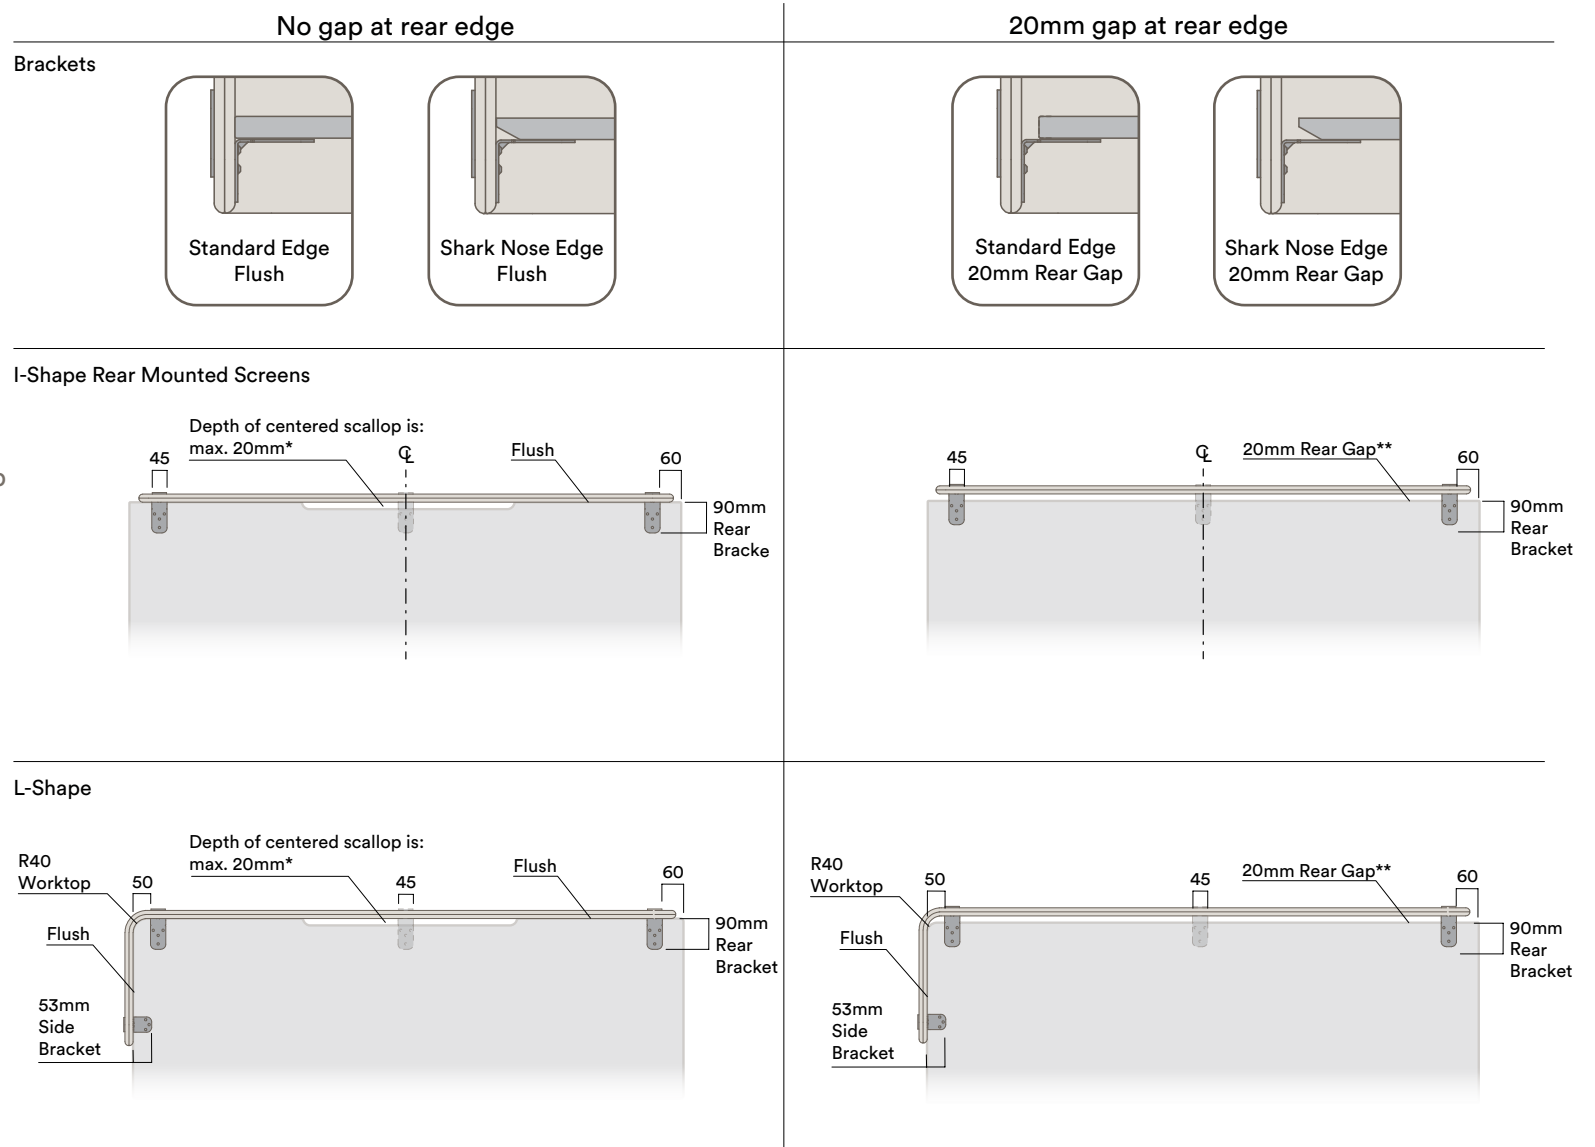 No gap at rear edge
20mm gap at rear edge
Brackets
Standard Edge
Flush
Shark Nose Edge
Flush
Standard Edge
20mm Rear Gap
Shark Nose Edge
20mm Rear Gap
I-Shape Rear Mounted Screens
Depth of centered scallop is:
max. 20mm*
45
℄
Flush
60
90mm
Rear
Bracke
45
℄
20mm Rear Gap**
60
90mm
Rear
Bracket
L-Shape
Depth of centered scallop is:
max. 20mm*
R40
Worktop
50
45
Flush
60
Flush
90mm
Rear
Bracket
53mm
Side
Bracket
R40
Worktop
50
45
20mm Rear Gap**
60
Flush
90mm
Rear
Bracket
53mm
Side
Bracket